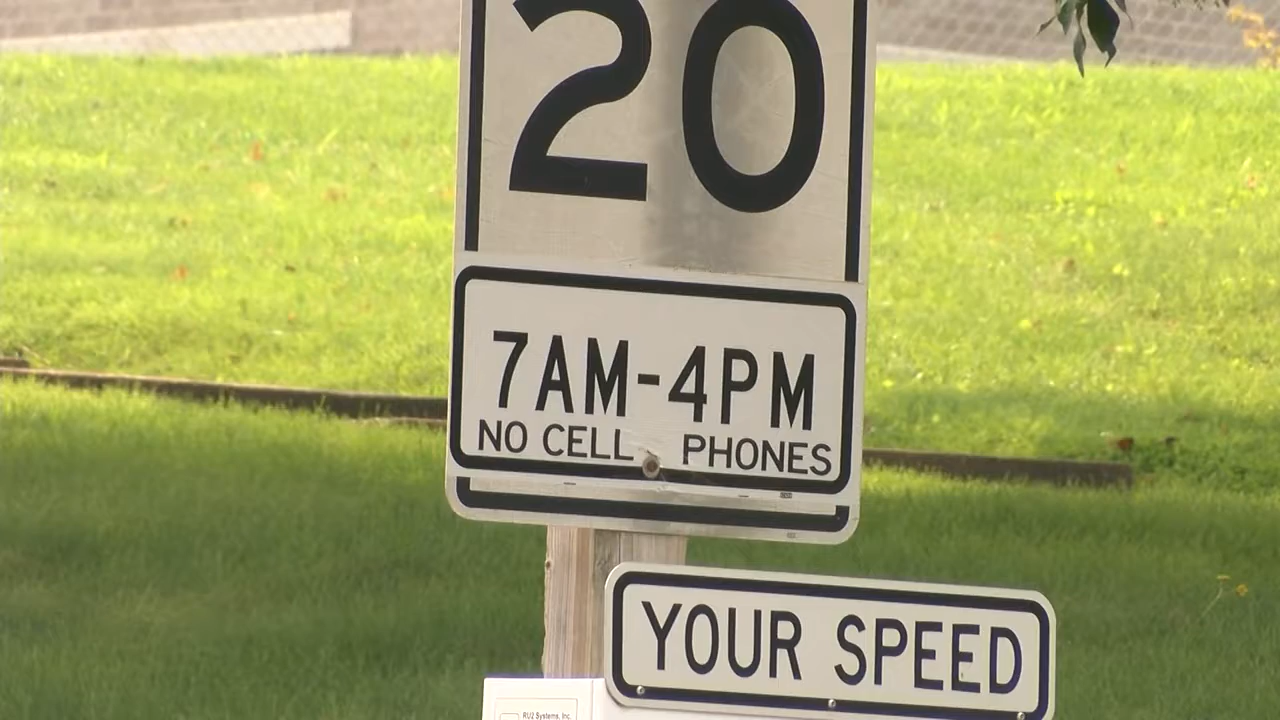 20
7AM-4PM
NO CELL PHONES
YOUR SPEED
RU2 Systems, Inc.